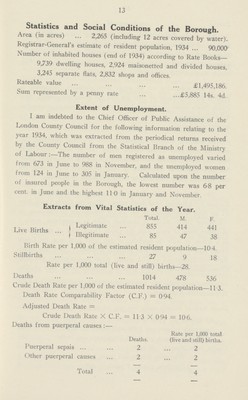 13
Statistics and Social Conditions of the Borough.
Area (in acres) ... 2,265 (including 12 acres covered by water).
Registrar-General's estimate of resident population, 1934 ... 90,000
Number of inhabited houses (end of 1934) according to Rate Books—
9,739 dwelling houses, 2,924 maisonetted and divided houses,
3,245 separate flats, 2,832 shops and offices.
Rateable value ... ... ... ... £1,495,186.
Sum represented by a penny rate ... ... £5,885 14s. 4d.
Extent of Unemployment.
I am indebted to the Chief Officer of Public Assistance of the
London County Council for the following information relating to the
year 1934, which was extracted from the periodical returns received
by the County Council from the Statistical Branch of the Ministry
of Labour :—The number of men registered as unemployed varied
from 673 in June to 988 in November, and the unemployed women
from 124 in June to 305 in January. Calculated upon the number
of insured people in the Borough, the lowest number was 6·8 per
cent. in June and the highest 11·0 in January and November.
Extracts from Vital Statistics of the Year.
Total. M. F.
Live Births ... { Legitimate ... 855 414 441
Illegitimate ... 85 47 38
Birth Rate per 1,000 of the estimated resident population—10·4.
Stillbirths ... ... ... 27 9 18
Rate per 1,000 total (live and still) births—28.
Deaths ... ... ... 1014 478 536
Crude Death Rate per 1,000 of the estimated resident population—11·3.
Death Rate Comparability Factor (C.F.) = 0·94.
Adjusted Death Rate =
Crude Death Rate X C.F. = 11·3 X 0·94 = 10·6.
Deaths from puerperal causes :—
Deaths Rate per 1,000 total (live and still) births.
Puerperal sepsis ... ... 2 ... 2
Other puerperal causes ... 2 ... 2
Total ... 4 4